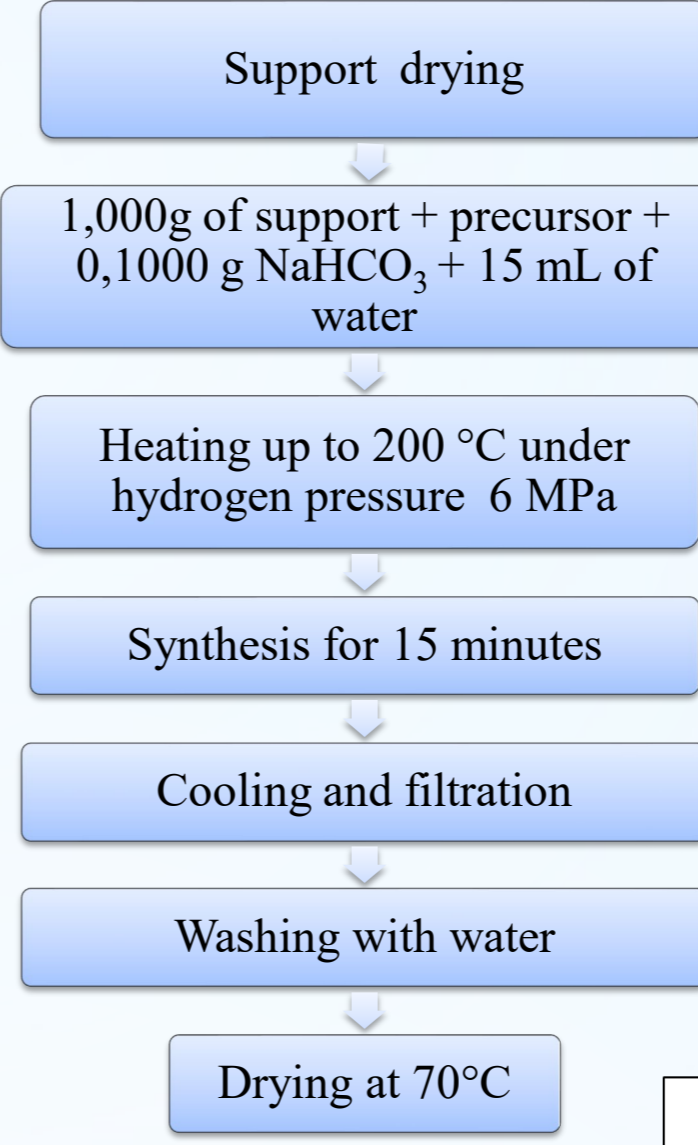 Support drying
1,000g of support + precursor +
0,1000 g NaHCO₃ + 15 mL of
water
Heating up to 200 °C under
hydrogen pressure 6 MPa
Synthesis for 15 minutes
Cooling and filtration
Washing with water
Drying at 70°C